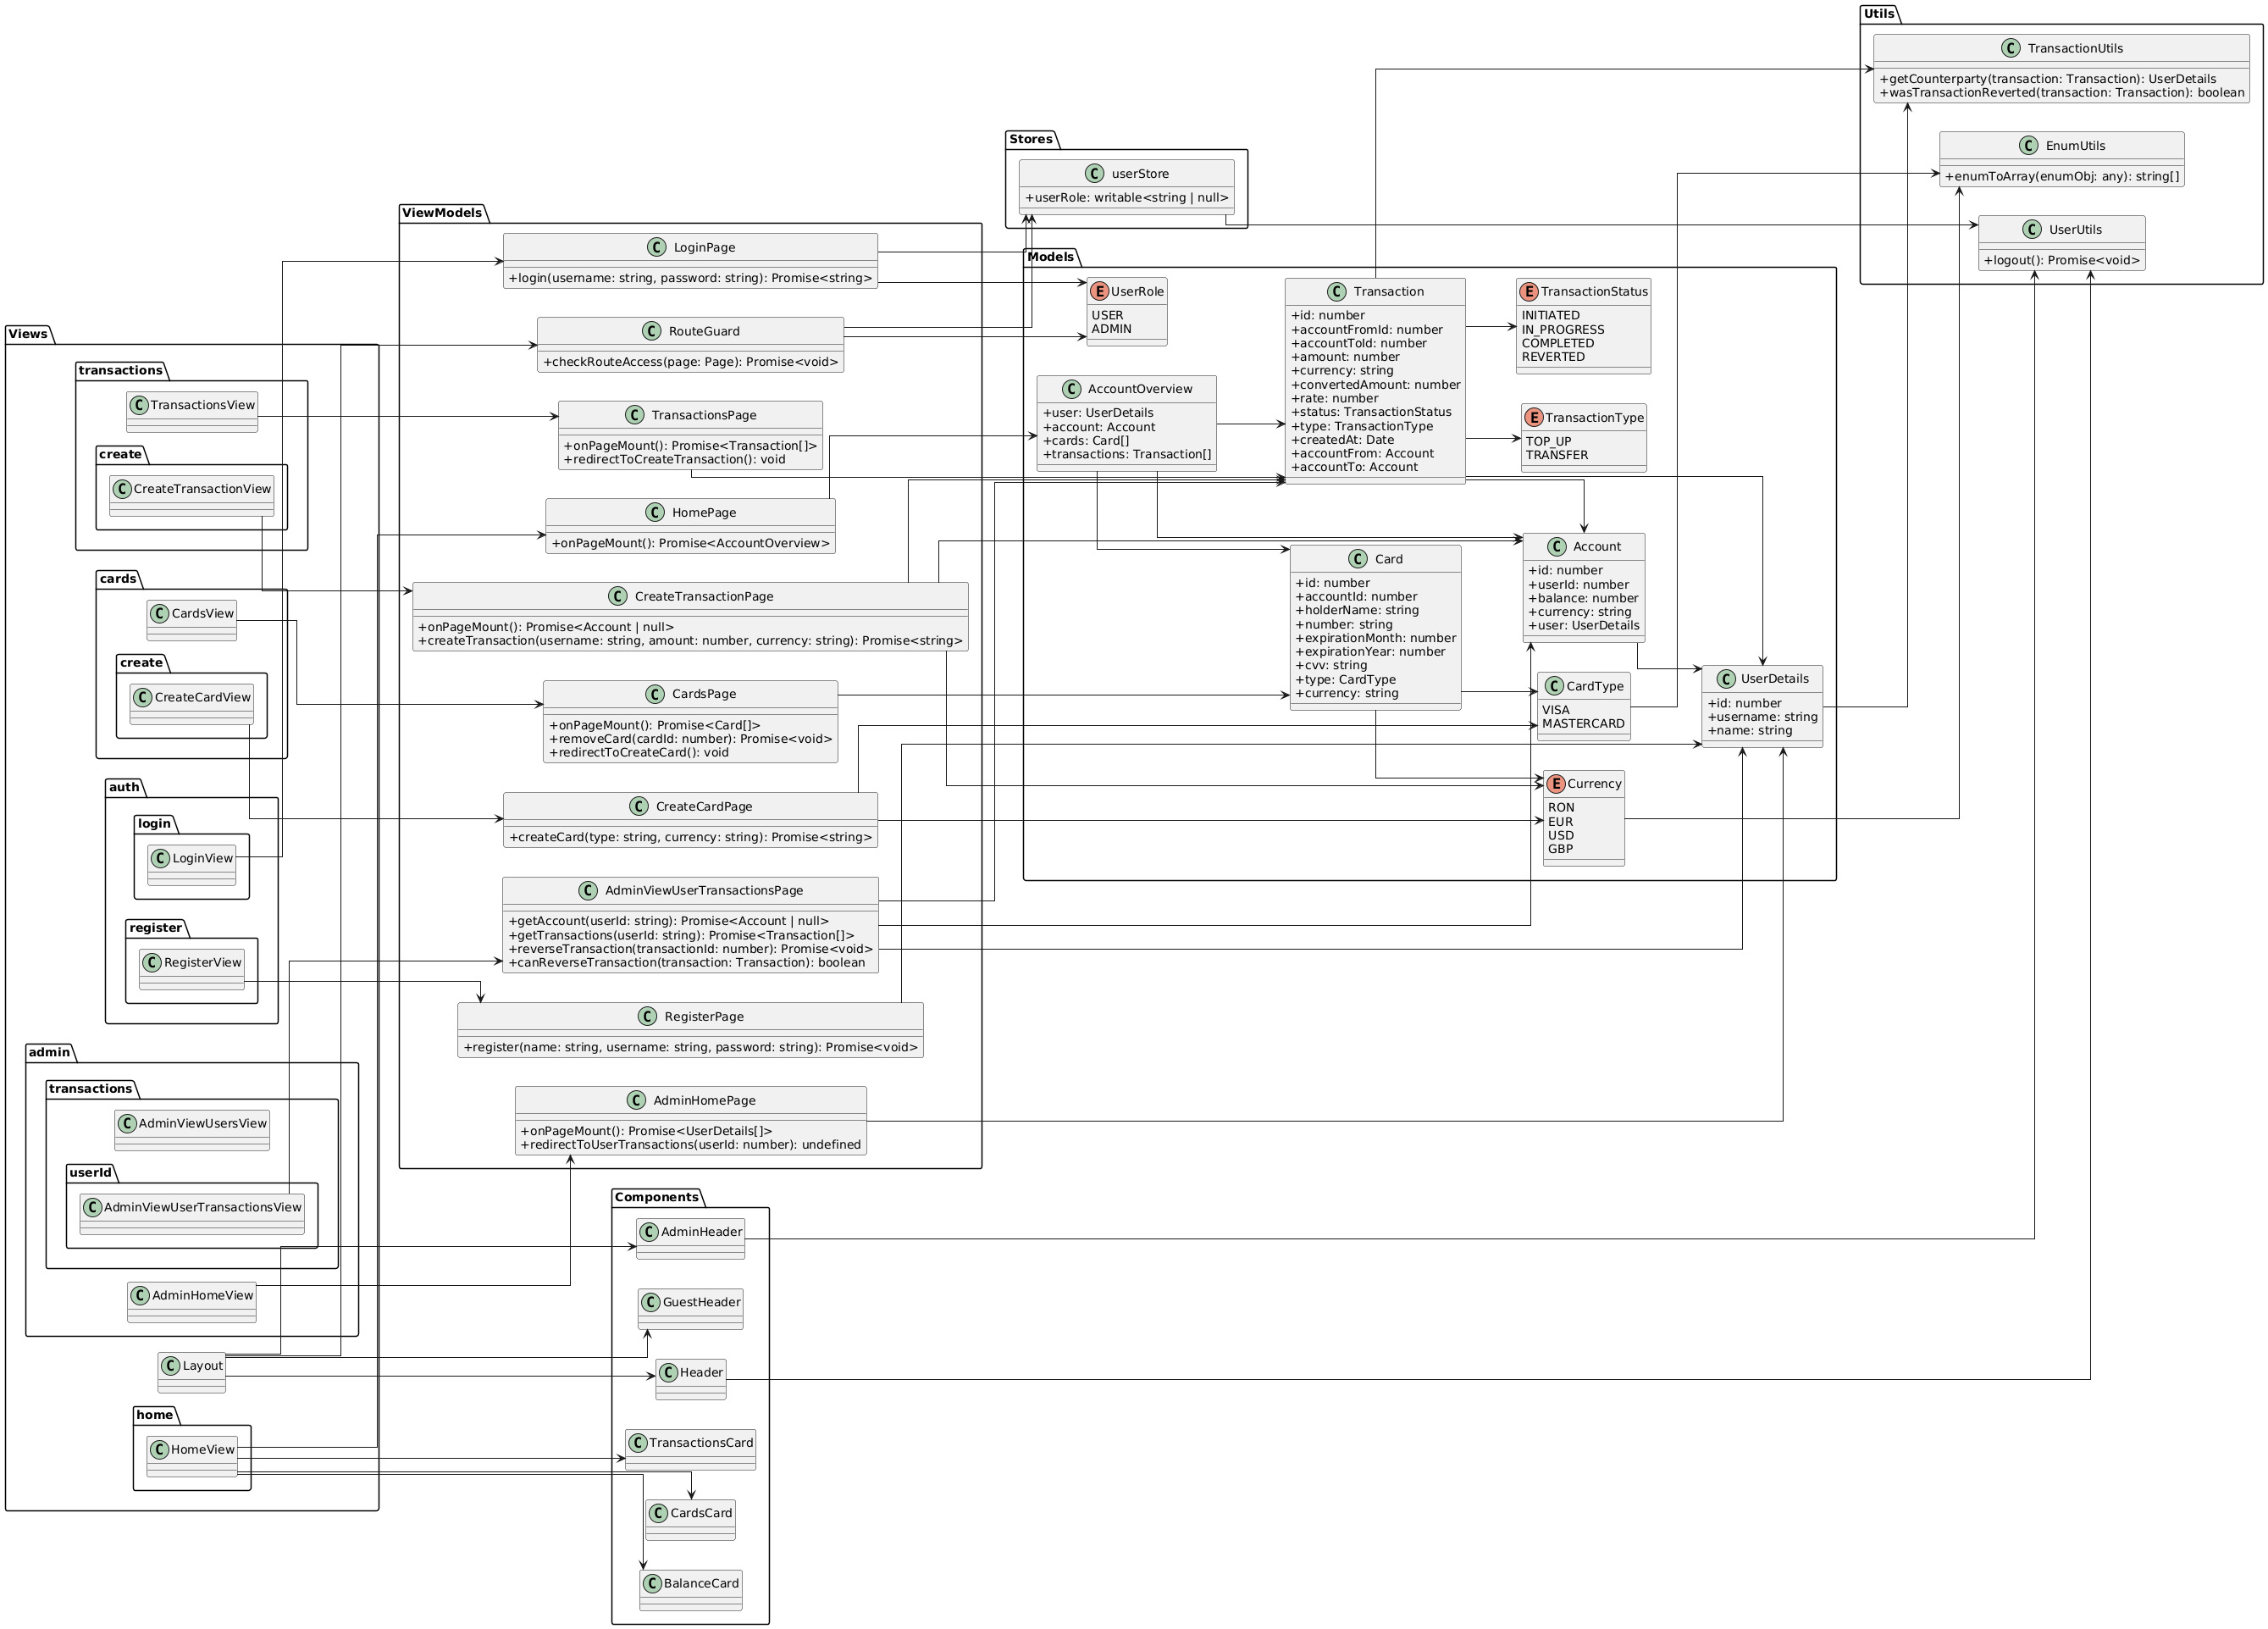 Utils
TransactionUtils
+getCounterparty(transaction: Transaction): UserDetails
+wasTransactionReverted(transaction: Transaction): boolean
EnumUtils
+enumToArray(enumObj: any): string[]
UserUtils
+logout(): Promise<void>
Stores
userStore
+userRole: writable<string | null>
ViewModels
LoginPage
+login(username: string, password: string): Promise<string>
RouteGuard
+checkRouteAccess(page: Page): Promise<void>
TransactionsPage
+onPageMount(): Promise<Transaction[]>
+redirectToCreateTransaction(): void
HomePage
+onPageMount(): Promise<AccountOverview>
CreateTransactionPage
+onPageMount(): Promise<Account | null>
+createTransaction(username: string, amount: number, currency: string): Promise<string>
CardsPage
+onPageMount(): Promise<Card[]>
+removeCard(cardId: number): Promise<void>
+redirectToCreateCard(): void
CreateCardPage
+createCard(type: string, currency: string): Promise<string>
AdminViewUserTransactionsPage
+getAccount(userId: string): Promise<Account | null>
+getTransactions(userId: string): Promise<Transaction[]>
+reverseTransaction(transactionId: number): Promise<void>
+canReverseTransaction(transaction: Transaction): boolean
RegisterPage
+register(name: string, username: string, password: string): Promise<void>
AdminHomePage
+onPageMount(): Promise<UserDetails[]>
+redirectToUserTransactions(userId: number): undefined
Models
UserRole
USER
ADMIN
Transaction
+id: number
+accountFromId: number
+accountToId: number
+amount: number
+currency: string
+convertedAmount: number
+rate: number
+status: TransactionStatus
+type: TransactionType
+createdAt: Date
+accountFrom: Account
+accountTo: Account
TransactionStatus
INITIATED
IN_PROGRESS
COMPLETED
REVERTED
AccountOverview
+user: UserDetails
+account: Account
+cards: Card[]
+transactions: Transaction[]
TransactionType
TOP_UP
TRANSFER
Card
+id: number
+accountId: number
+holderName: string
+number: string
+expirationMonth: number
+expirationYear: number
+cvv: string
+type: CardType
+currency: string
Account
+id: number
+userId: number
+balance: number
+currency: string
+user: UserDetails
CardType
VISA
MASTERCARD
UserDetails
+id: number
+username: string
+name: string
Currency
RON
EUR
USD
GBP
Views
transactions
TransactionsView
create
CreateTransactionView
cards
CardsView
create
CreateCardView
auth
login
LoginView
register
RegisterView
admin
transactions
AdminViewUsersView
userId
AdminViewUserTransactionsView
AdminHomeView
Layout
home
HomeView
Components
AdminHeader
GuestHeader
Header
TransactionsCard
CardsCard
BalanceCard